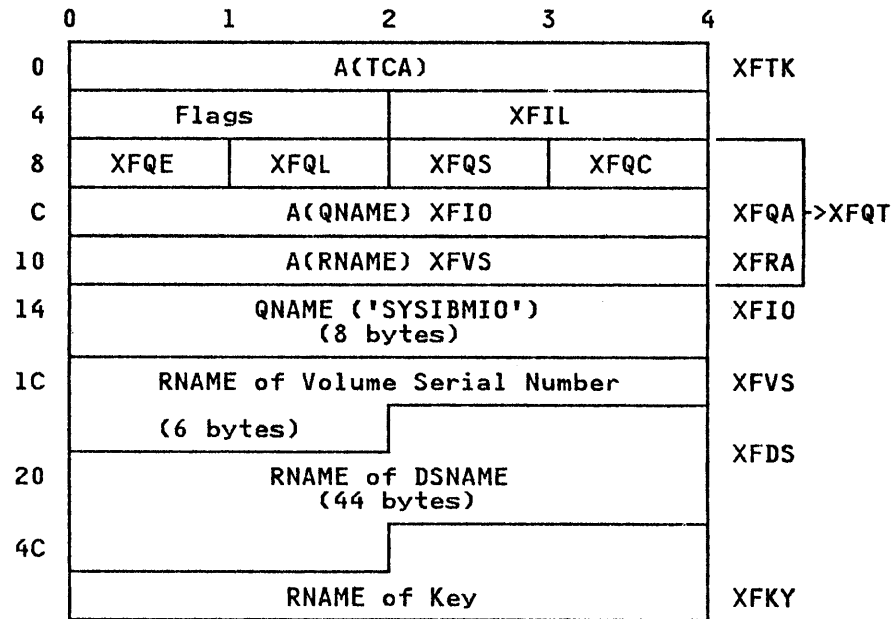 0 1 2 3 4
0 A(TCA) XFTK
4 Flags XFIL
8 XFQE XFQL XFQS XFQC
C A(QNAME) XFIO XFQA ->XFQT
10 A(RNAME) XFVS XFRA
14 QNAME ('SYSIBMIO') XFIO
(8 bytes)
1C RNAME of Volume Serial Number XFVS
(6 bytes)
XFDS
20 RNAME of DSNAME
(44 bytes)
4C
RNAME of Key XFKY